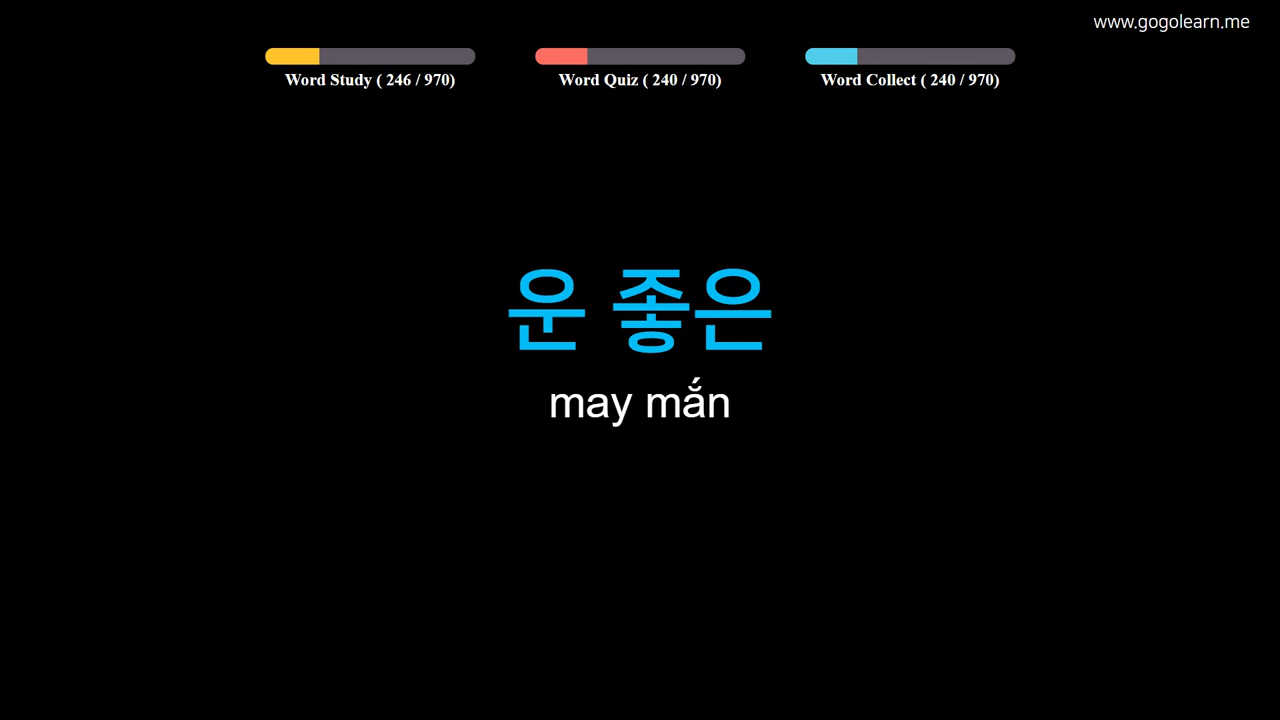 www.gogolearn.me
Word Study ( 246 / 970)
Word Quiz ( 240 / 970)
Word Collect ( 240 / 970)
운 좋은
may mắn